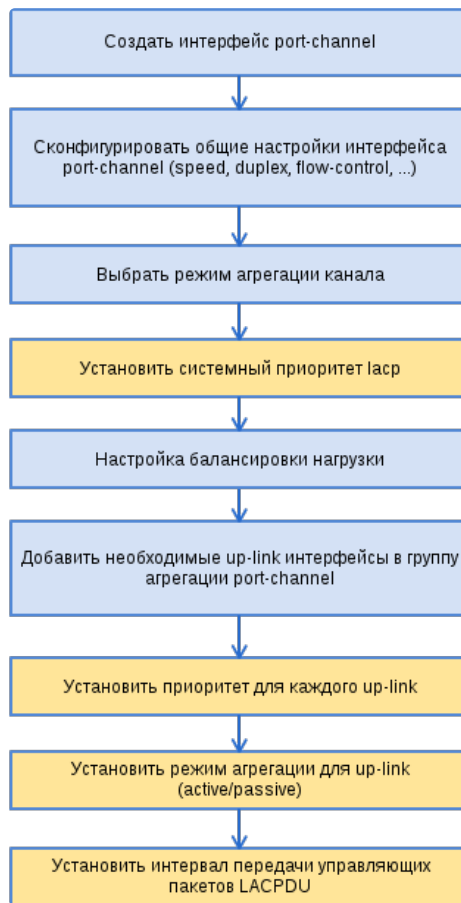 Создать интерфейс port-channel
Сконфигурировать общие настройки интерфейса
port-channel (speed, duplex, flow-control, ...)
Выбрать режим агрегации канала
Установить системный приоритет lacp
Настройка балансировки нагрузки
Добавить необходимые up-link интерфейсы в группу
агрегации port-channel
Установить приоритет для каждого up-link
Установить режим агрегации для up-link
(active/passive)
Установить интервал передачи управляющих
пакетов LACPDU